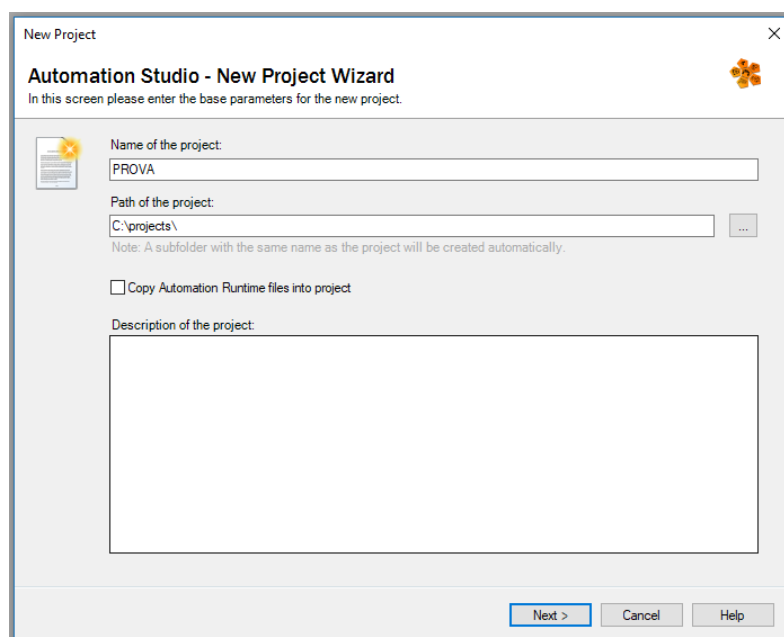 New Project
Automation Studio - New Project Wizard
In this screen please enter the base parameters for the new project.
Name of the project:
PROVA
Path of the project:
C:\projects\
...
Note: A subfolder with the same name as the project will be created automatically.
Copy Automation Runtime files into project
Description of the project:
Next >
Cancel
Help